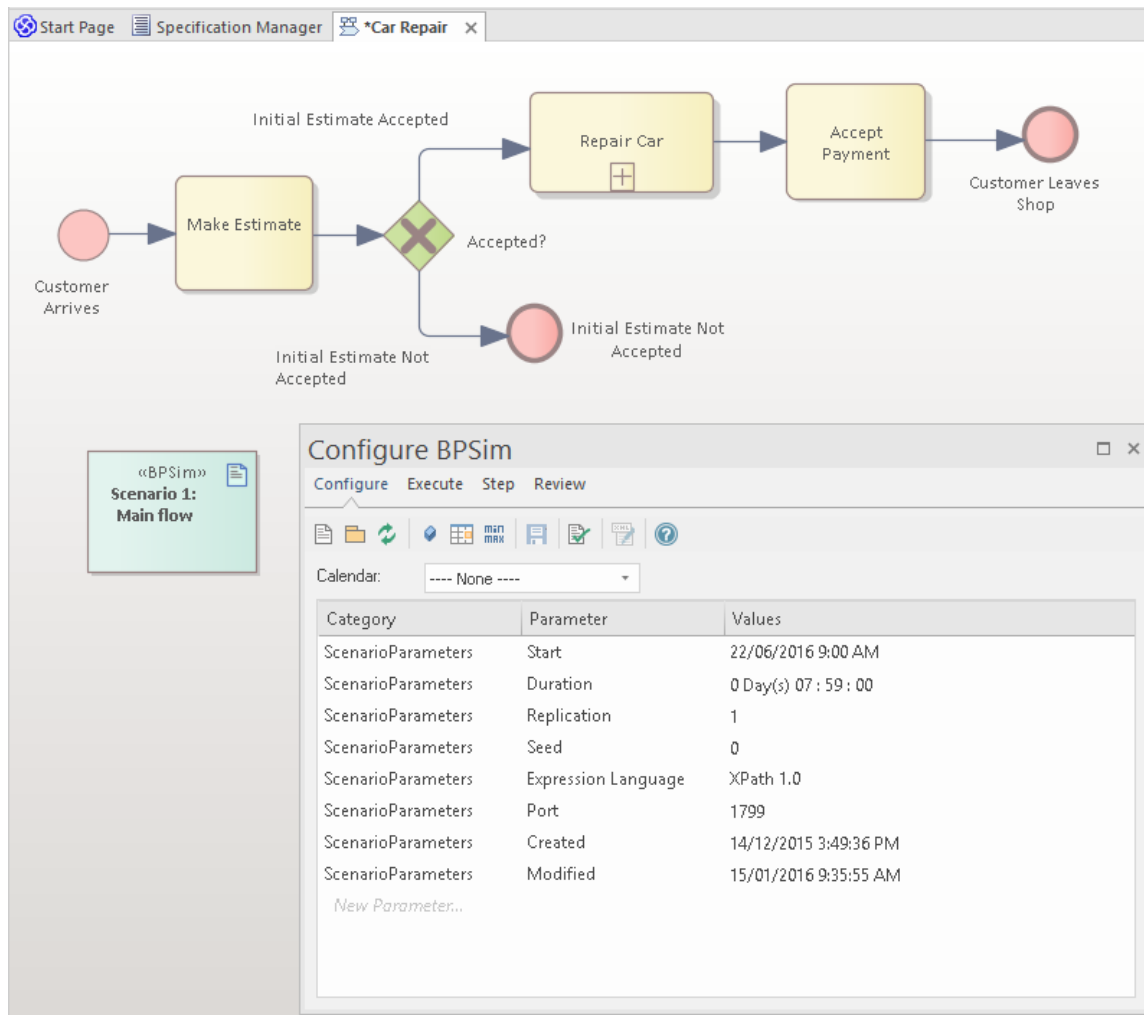 Start Page
Specification Manager
*Car Repair
Initial Estimate Accepted
Repair Car
Accept
Payment
Customer Leaves
Shop
Make Estimate
Accepted?
Customer
Arrives
Initial Estimate Not
Accepted
Initial Estimate Not
Accepted
«BPSim»
Scenario 1:
Main flow
Configure BPSim
Configure Execute Step Review
min
max
XML
Calendar: ---- None ----
Category Parameter Values
ScenarioParameters Start 22/06/2016 9:00 AM
ScenarioParameters Duration 0 Day(s) 07 : 59 : 00
ScenarioParameters Replication 1
ScenarioParameters Seed 0
ScenarioParameters Expression Language XPath 1.0
ScenarioParameters Port 1799
ScenarioParameters Created 14/12/2015 3:49:36 PM
ScenarioParameters Modified 15/01/2016 9:35:55 AM
New Parameter...